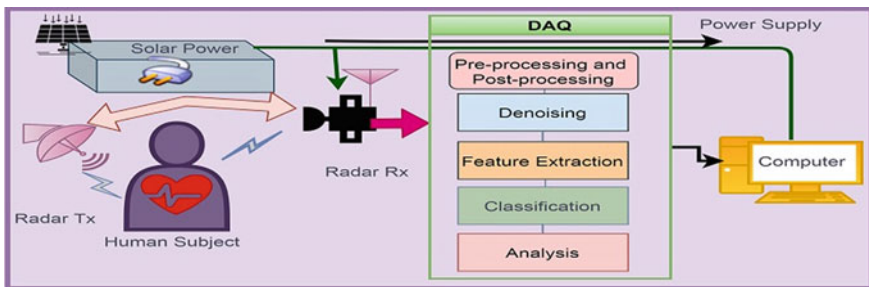 DAQ
Power Supply
Solar Power
Pre-processing and
Post-processing
Denoising
Feature Extraction
Computer
Radar Rx
Classification
Radar Tx
Human Subject
Analysis